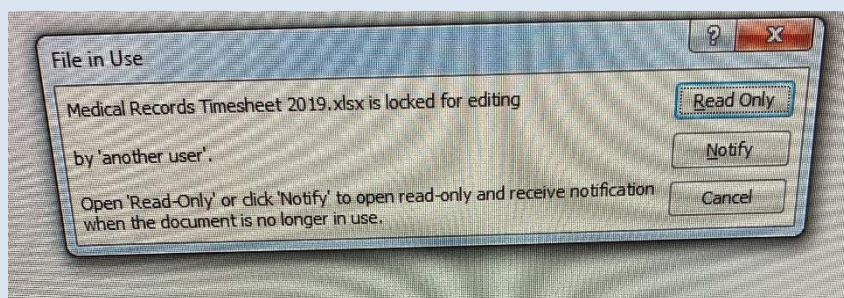 File in Use
Medical Records Timesheet 2019.xlsx is locked for editing
Read Only
by 'another user'.
Notify
Open 'Read-Only' or click 'Notify' to open read-only and receive notification
when the document is no longer in use.
Cancel